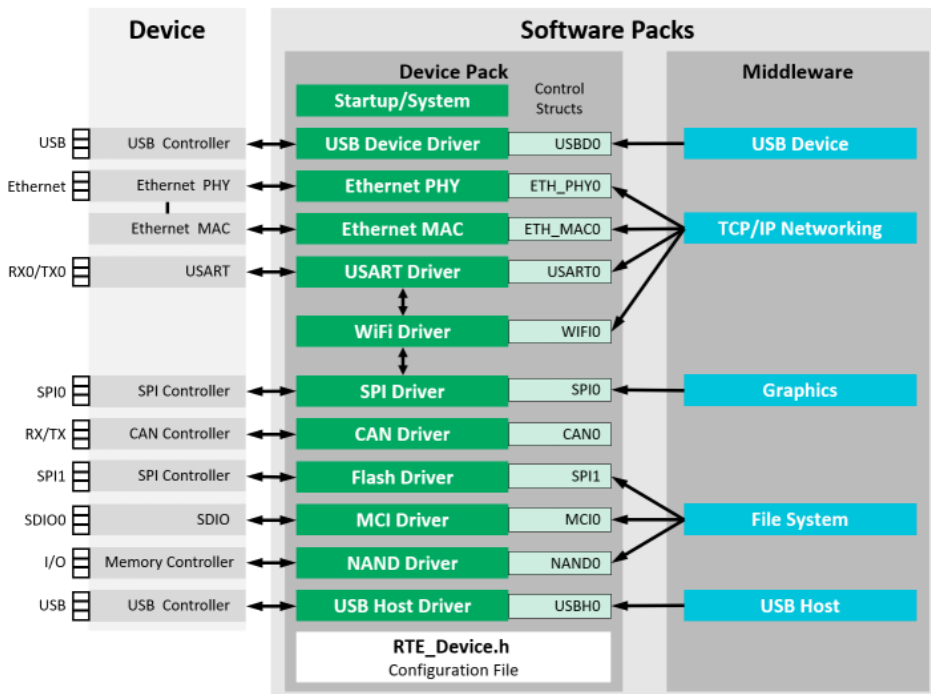 Device
Software Packs
Device Pack
Control
Structs
Middleware
Startup/System
USB
USB Controller
USB Device Driver
USBD0
USB Device
Ethernet
Ethernet PHY
Ethernet PHY
ETH_PHY0
Ethernet MAC
Ethernet MAC
ETH_MAC0
TCP/IP Networking
RX0/TX0
USART
USART Driver
USART0
WiFi Driver
WIFI0
SPI0
SPI Controller
SPI Driver
SPI0
Graphics
RX/TX
CAN Controller
CAN Driver
CAN0
SPI1
SPI Controller
Flash Driver
SPI1
SDIO0
SDIO
MCI Driver
MCI0
File System
I/O
Memory Controller
NAND Driver
NAND0
USB
USB Controller
USB Host Driver
USBH0
USB Host
RTE_Device.h
Configuration File